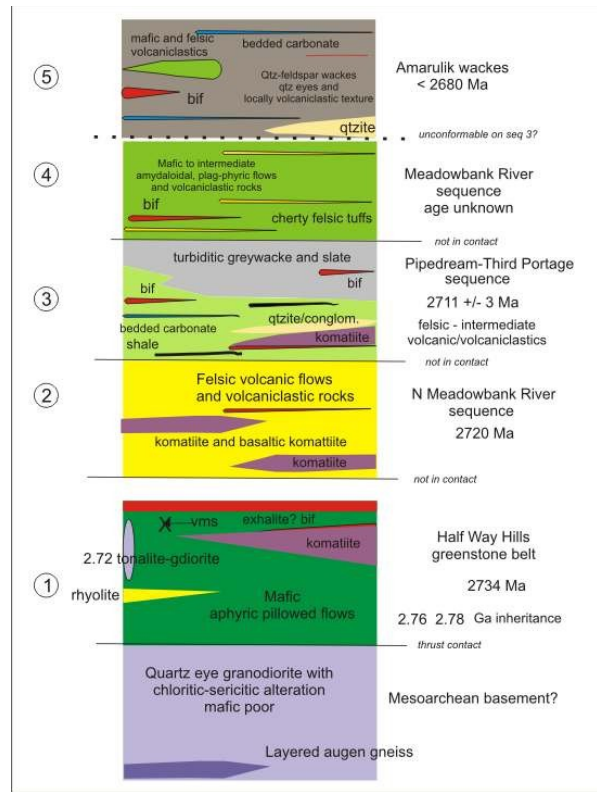 5
mafic and felsic
volcaniclastics
bedded carbonate
bif
Qtz-feldspar wackes
qtz eyes and
locally volcaniclastic texture
qtzite
Amarulik wackes
< 2680 Ma
unconformable on seq 3?
4
Mafic to intermediate
amydaloidal, plag-phyric flows
and volcaniclastic rocks
bif
cherty felsic tuffs
Meadowbank River
sequence
age unknown
not in contact
3
turbiditic greywacke and slate
bif
bif
bedded carbonate
shale
qtzite/conglom.
komatiite
Pipedream-Third Portage
sequence
2711 +/- 3 Ma
felsic - intermediate
volcanic/volcaniclastics
not in contact
2
Felsic volcanic flows
and volcaniclastic rocks
komatiite and basaltic komattiite
komatiite
N Meadowbank River
sequence
2720 Ma
not in contact
1
vms
exhalite? bif
komatiite
2.72 tonalite-gdiorite
rhyolite
Mafic
aphyric pillowed flows
Half Way Hills
greenstone belt
2734 Ma
2.76 2.78 Ga inheritance
thrust contact
Quartz eye granodiorite with
chloritic-sericitic alteration
mafic poor
Layered augen gneiss
Mesoarchean basement?